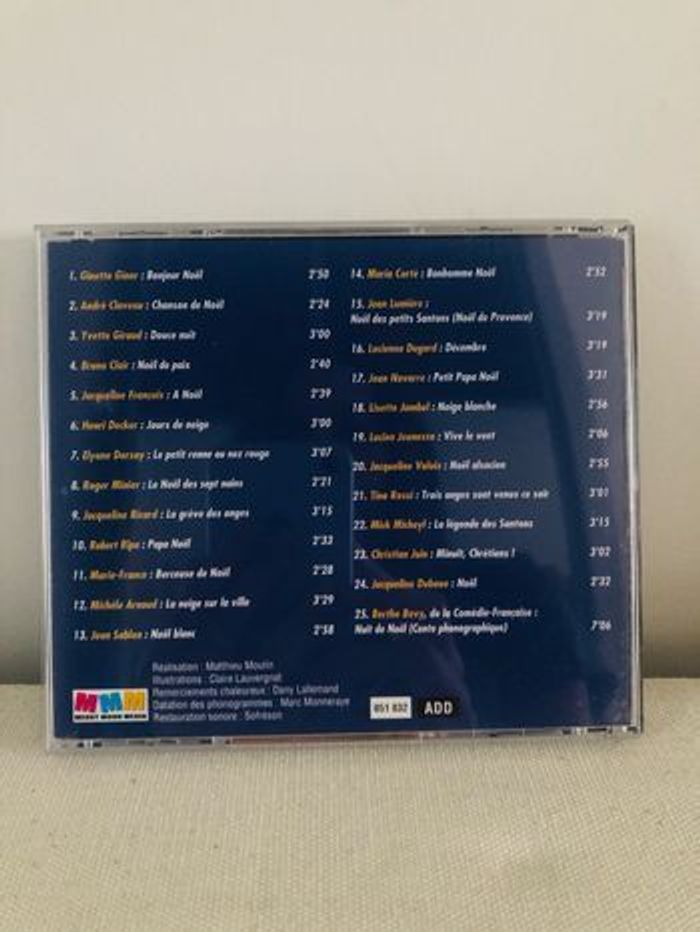 1. Ginette Giner : Bonjour Noël 2'50
2. André Claveau : Chanson de Noël 2'24
3. Yvette Giraud : Douce nuit 3'00
4. Bruno Clair : Noël de paix 2'40
5. Jacqueline François : A Noël 2'39
6. Henri Decker : Jours de neige 3'00
7. Elyane Dorsay : Le petit renne au nez rouge 3'07
8. Roger Minier : Le Noël des sept nains 2'21
9. Jacqueline Ricard : La grève des anges 3'15
10. Robert Ripa : Papa Noël 2'33
11. Marie-France : Berceuse de Noël 2'28
12. Michèle Arnaud : La neige sur la ville 3'29
13. Jean Sablon : Noël blanc 2'58
14. Maria Certe : Bonhomme Noël 2'52
15. Jean Lumière :
Noël des petits Santons (Noël de Provence) 3'19
16. Lucienne Dugard : Décembre 3'19
17. Jean Navarre : Petit Papa Noël 3'31
18. Lisette Jambel : Neige blanche 2'56
19. Lucien Jeunesse : Vive le vent 2'06
20. Jacqueline Valois : Noël alsacien 2'55
21. Tino Rossi : Trois anges sont venus ce soir 3'01
22. Mick Micheyl : La légende des Santons 3'15
23. Christian Juin : Minuit, Chrétiens ! 3'02
24. Jacqueline : Noël 2'32
25. Berthe Bovy, de la Comédie-Française :
Nuit de Noël (Conte phonographique) 7'06
Réalisation : Matthieu Moulin
Illustrations : Claire Lauvergnat
Remerciements chaleureux : Dany Lallemand
Datation des phonogrammes : Marc Monneraye
Restauration sonore : Sofreson
MMM
MERRY MOON MEDIA
851 832
ADD